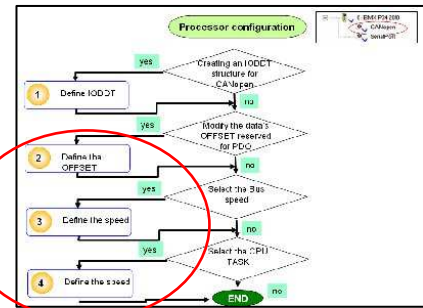 Processor configuration
CANopen
yes
Creating an IODDT
structure for
CANopen
1
Define IODDT
no
yes
Modify the data's
OFFSET reserved
for PDO
2
Define the
OFFSET
no
yes
Select the Bus
speed
3
Define the speed
no
yes
Select the CPU
TASK
4
Define the speed
END
no